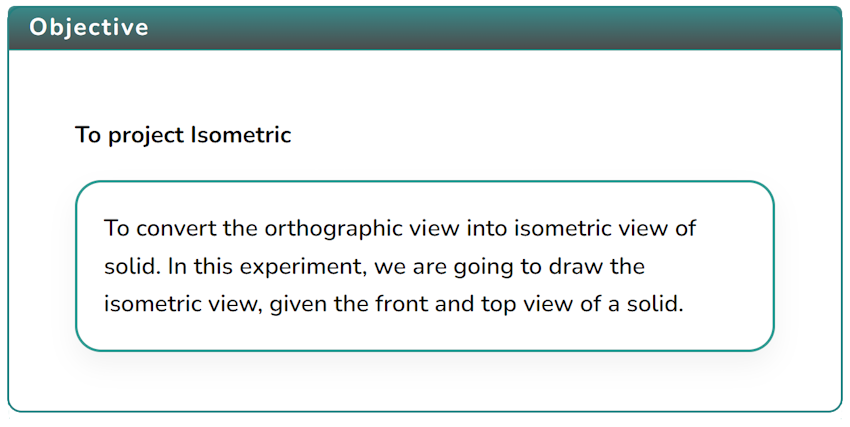 Objective
To project Isometric
To convert the orthographic view into isometric view of
solid. In this experiment, we are going to draw the
isometric view, given the front and top view of a solid.